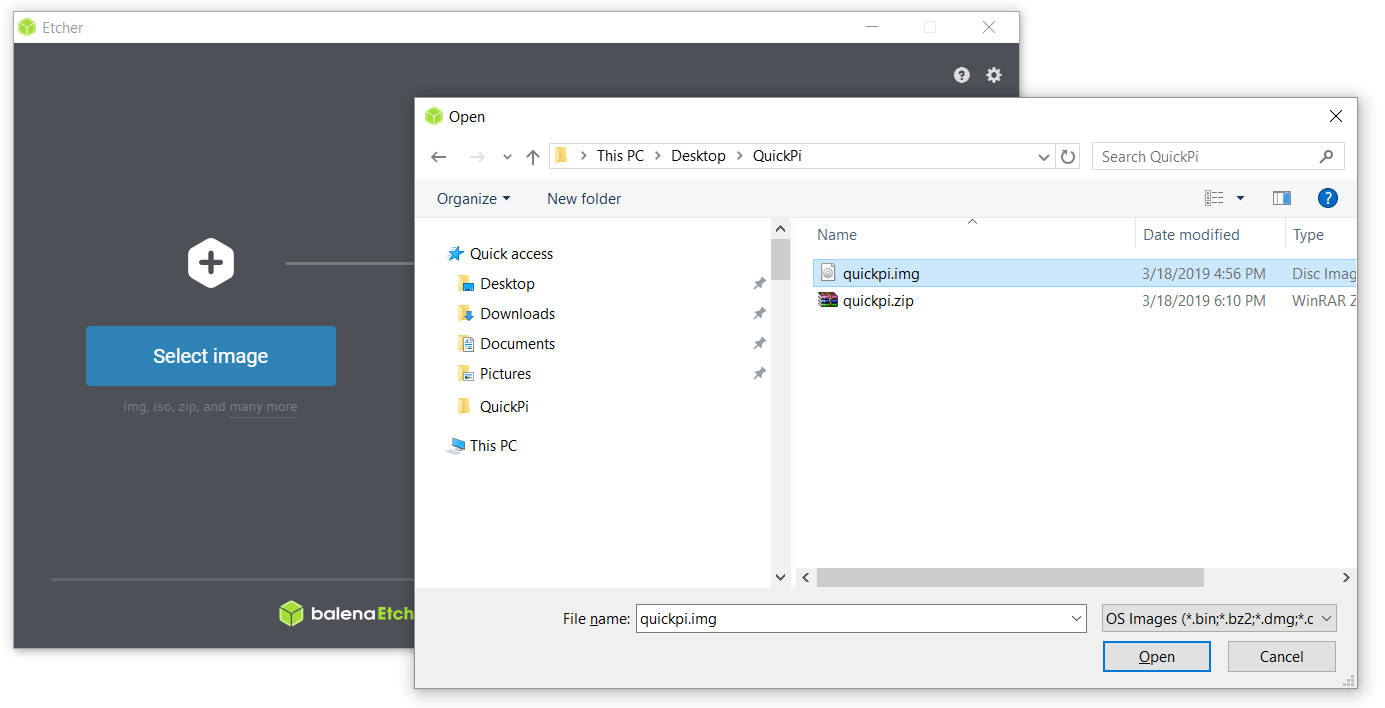 Etcher
Open
This PC > Desktop > QuickPi
Search QuickPi
Organize
New folder
?
Quick access
Desktop
Downloads
Documents
Pictures
QuickPi
This PC
Name
Date modified
Type
quickpi.img
3/18/2019 4:56 PM
Disc Imag
quickpi.zip
3/18/2019 6:10 PM
WinRAR Z
Select image
img, iso, zip, and many more
balenaEtch
File name:
quickpi.img
OS Images (*.bin;*.bz2;*.dmg;*.c
Open
Cancel